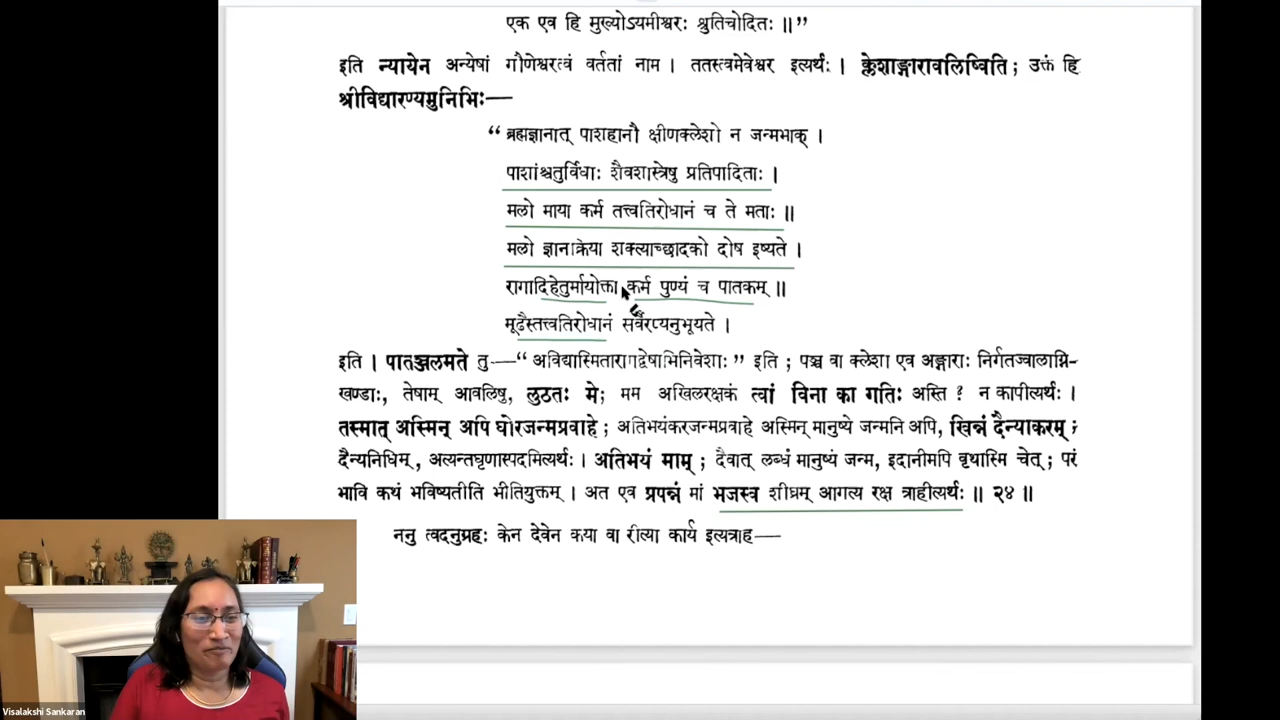 एक एव हि मुख्योऽयमीश्वरः श्रुतिचोदितः ॥”
इति न्यायेन अन्येषां गौणेश्वरत्वं वर्ततां नाम । ततस्त्वमेवेश्वर इत्यर्थः । क्लेशाङ्गारावलिष्विति ; उक्तं हि
श्रीविद्यारण्यमुनिभिः—
“ ब्रह्मज्ञानात् पाशहानौ क्षीणक्लेशो न जन्मभाक् ।
पाशांश्चतुर्विधाः शैवशास्त्रेषु प्रतिपादिताः ।
मलो माया कर्म तत्त्वतिरोधानं च ते मताः ॥
मलो ज्ञानक्रिया शक्त्याच्छादको दोष इष्यते ।
रागादिहेतुर्मायोक्ता कर्म पुण्यं च पातकम् ॥
मूढैस्तत्त्वतिरोधानं सर्वैरप्यनुभूयते ।
इति । पातञ्जलमते तु—“ अविद्यास्मितारागद्वेषाभिनिवेशाः ” इति ; पञ्च वा क्लेशा एव अङ्गाराः निर्गतज्वालाग्नि-
खण्डाः, तेषाम् आवलिषु, लुठतः मे; मम अखिलरक्षकं त्वां विना का गतिः अस्ति ? न कापीत्यर्थः ।
तस्मात् अस्मिन् अपि घोरजन्मप्रवाहे ; अतिभयंकरजन्मप्रवाहे अस्मिन् मानुष्ये जन्मनि अपि, खिन्नं दैन्याकरम् ;
दैन्यनिधिम् , अत्यन्तघृणास्पदमित्यर्थः । अतिभयं माम् ; दैवात् लब्धं मानुष्यं जन्म, इदानीमपि वृथास्मि चेत् ; परं
भावि कथं भविष्यतीति भीतियुक्तम् । अत एव प्रपन्नं मां भजस्व शीघ्रम् आगत्य रक्ष त्राहीत्यर्थः ॥ २४ ॥
ननु त्वदनुग्रहः केन देवेन कया वा रीत्या कार्य इत्यत्राह—
Visalakshi Sankaran